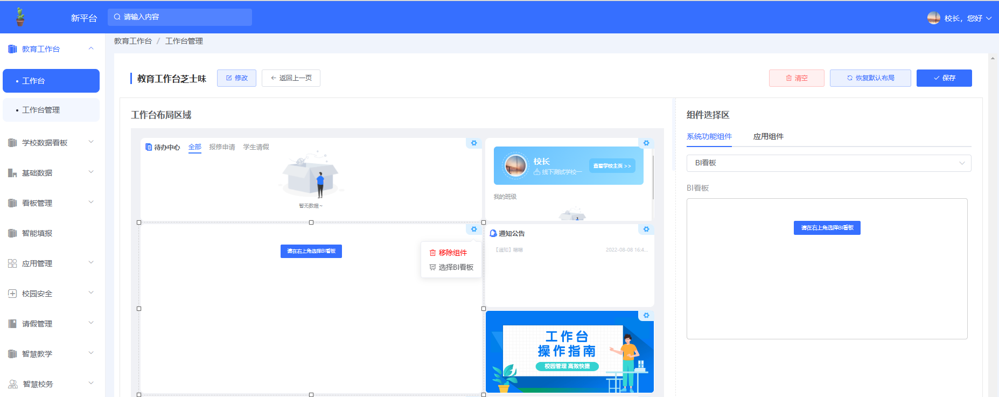 新平台
请输入内容
校长，您好
教育工作台
工作台
工作台管理
学校数据看板
基础数据
看板管理
智能填报
应用管理
校园安全
请假管理
智慧教学
智慧校务
教育工作台 / 工作台管理
教育工作台芝士味
修改
返回上一页
清空
恢复默认布局
保存
工作台布局区域
待办中心
全部
报修申请
学生请假
暂无数据~
校长
线下测试学校一
查看学校主页 >>
我的班级
请在右上角选择BI看板
移除组件
选择BI看板
通知公告
【通知】嗯嗯
2022-08-08 16:4...
工作台
操作指南
校园管理 高效快捷
组件选择区
系统功能组件
应用组件
BI看板
BI看板
请在右上角选择BI看板